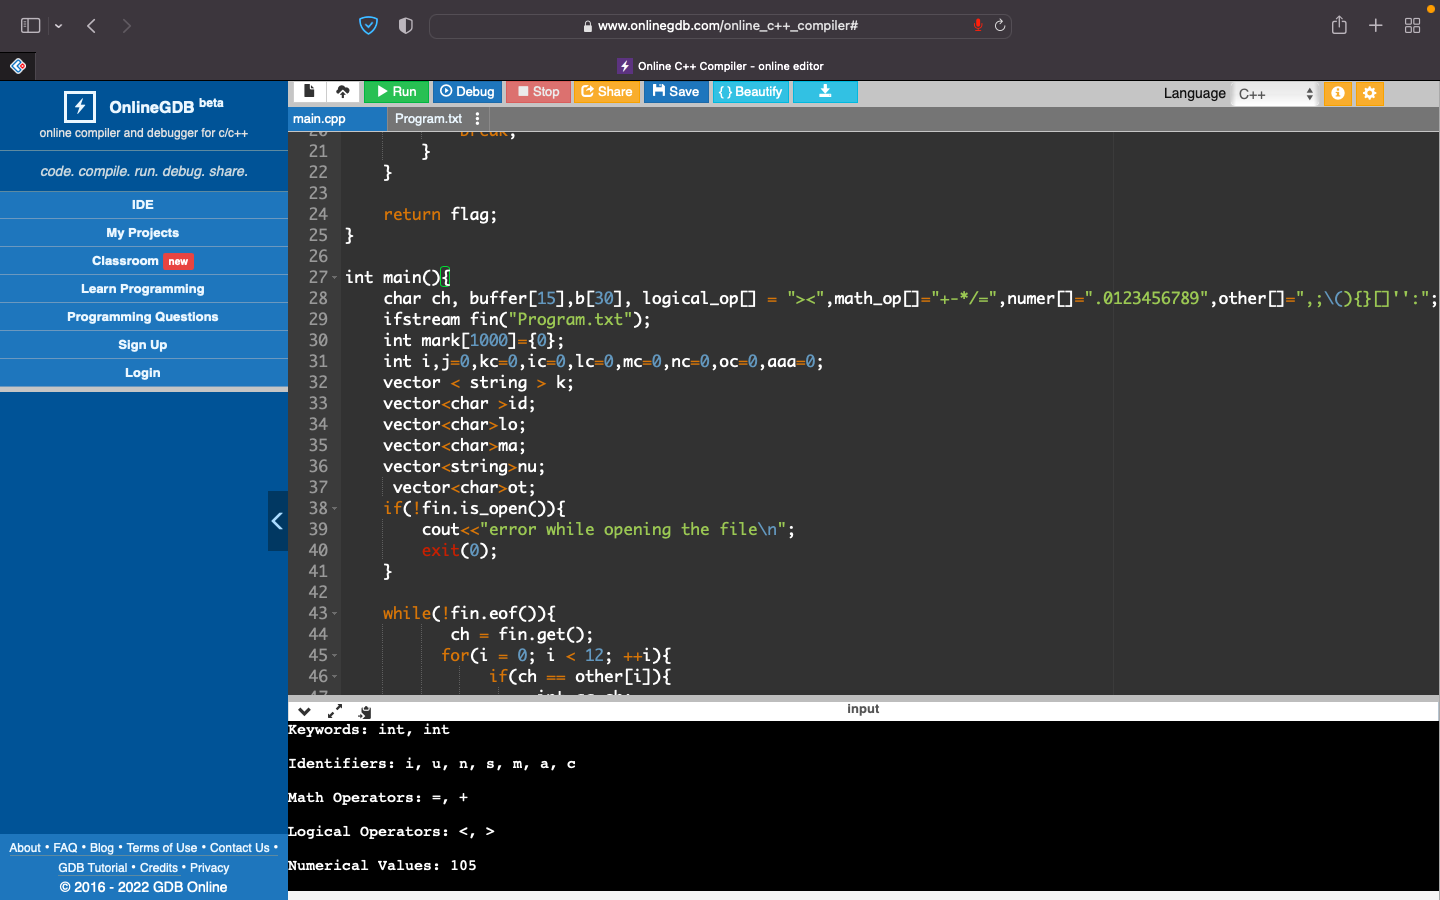 www.onlinegdb.com/online_c++_compiler#
Online C++ Compiler - online editor
OnlineGDB beta
online compiler and debugger for c/c++
code. compile. run. debug. share.
IDE
My Projects
Classroom new
Learn Programming
Programming Questions
Sign Up
Login
About • FAQ • Blog • Terms of Use • Contact Us •
GDB Tutorial • Credits • Privacy
© 2016 - 2022 GDB Online
Run Debug Stop Share Save {} Beautify
Language C++
main.cpp Program.txt
20 break;
21 }
22 }
23
24 return flag;
25 }
26
27 int main(){
28 char ch, buffer[15],b[30], logical_op[] = "><",math_op[]="+-*/=",numer[]=".0123456789",other[]=",;\(){}[]'':";
29 ifstream fin("Program.txt");
30 int mark[1000]={0};
31 int i,j=0,kc=0,ic=0,lc=0,mc=0,nc=0,oc=0,aaa=0;
32 vector < string > k;
33 vector<char >id;
34 vector<char>lo;
35 vector<char>ma;
36 vector<string>nu;
37 vector<char>ot;
38 if(!fin.is_open()){
39 cout<<"error while opening the file\n";
40 exit(0);
41 }
42
43 while(!fin.eof()){
44 ch = fin.get();
45 for(i = 0; i < 12; ++i){
46 if(ch == other[i]){
47
input
Keywords: int, int
Identifiers: i, u, n, s, m, a, c
Math Operators: =, +
Logical Operators: <, >
Numerical Values: 105